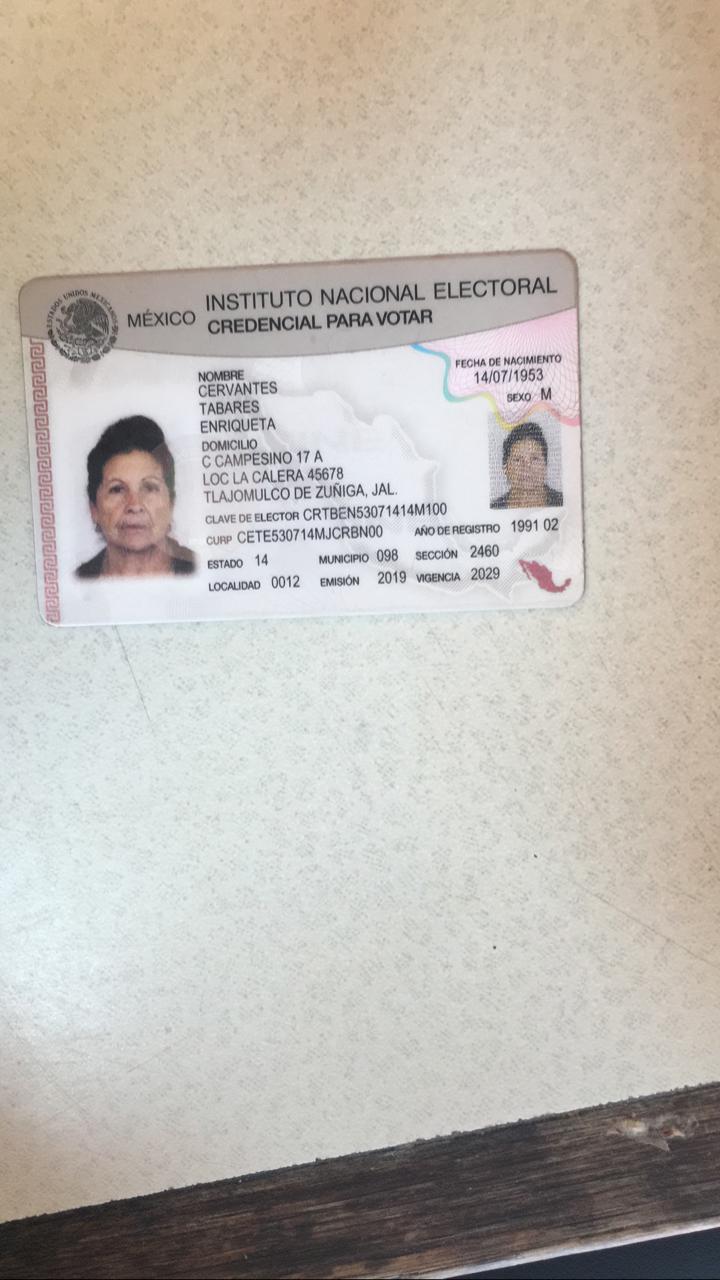 ESTADOS UNIDOS MEXICANOS
MÉXICO
INSTITUTO NACIONAL ELECTORAL
CREDENCIAL PARA VOTAR
FECHA DE NACIMIENTO
14/07/1953
SEXO M
NOMBRE
CERVANTES
TABARES
ENRIQUETA
DOMICILIO
C CAMPESINO 17 A
LOC LA CALERA 45678
TLAJOMULCO DE ZUÑIGA, JAL.
CLAVE DE ELECTOR CRTBEN53071414M100
CURP CETE530714MJCRBN00 AÑO DE REGISTRO 1991 02
ESTADO 14 MUNICIPIO 098 SECCIÓN 2460
LOCALIDAD 0012 EMISIÓN 2019 VIGENCIA 2029